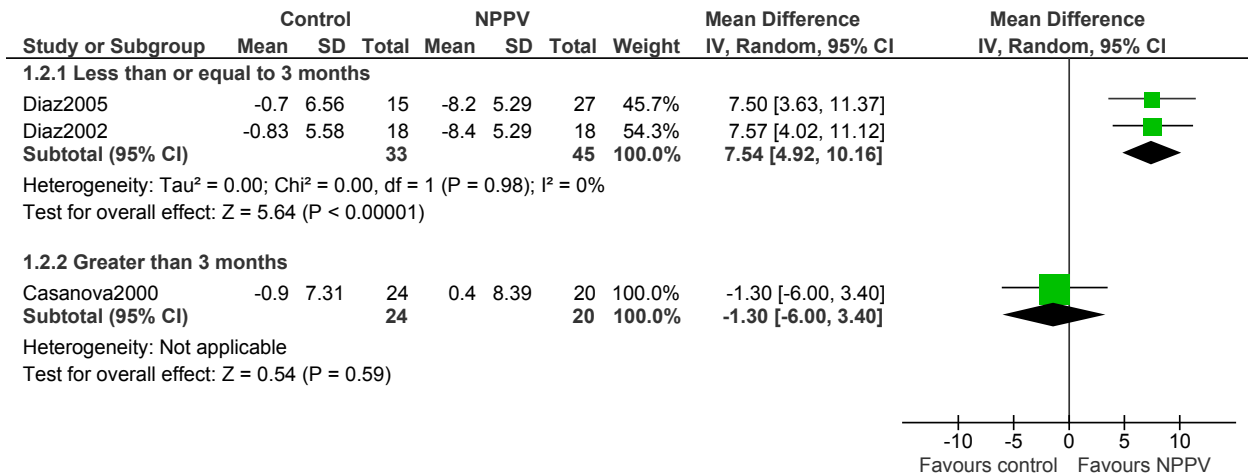 Control NPPV Mean Difference Mean Difference
Study or Subgroup Mean SD Total Mean SD Total Weight IV, Random, 95% CI IV, Random, 95% CI
1.2.1 Less than or equal to 3 months
Diaz2005 -0.7 6.56 15 -8.2 5.29 27 45.7% 7.50 [3.63, 11.37]
Diaz2002 -0.83 5.58 18 -8.4 5.29 18 54.3% 7.57 [4.02, 11.12]
Subtotal (95% CI) 33 45 100.0% 7.54 [4.92, 10.16]
Heterogeneity: Tau² = 0.00; Chi² = 0.00, df = 1 (P = 0.98); I² = 0%
Test for overall effect: Z = 5.64 (P < 0.00001)
1.2.2 Greater than 3 months
Casanova2000 -0.9 7.31 24 0.4 8.39 20 100.0% -1.30 [-6.00, 3.40]
Subtotal (95% CI) 24 20 100.0% -1.30 [-6.00, 3.40]
Heterogeneity: Not applicable
Test for overall effect: Z = 0.54 (P = 0.59)
-10 -5 0 5 10
Favours control Favours NPPV